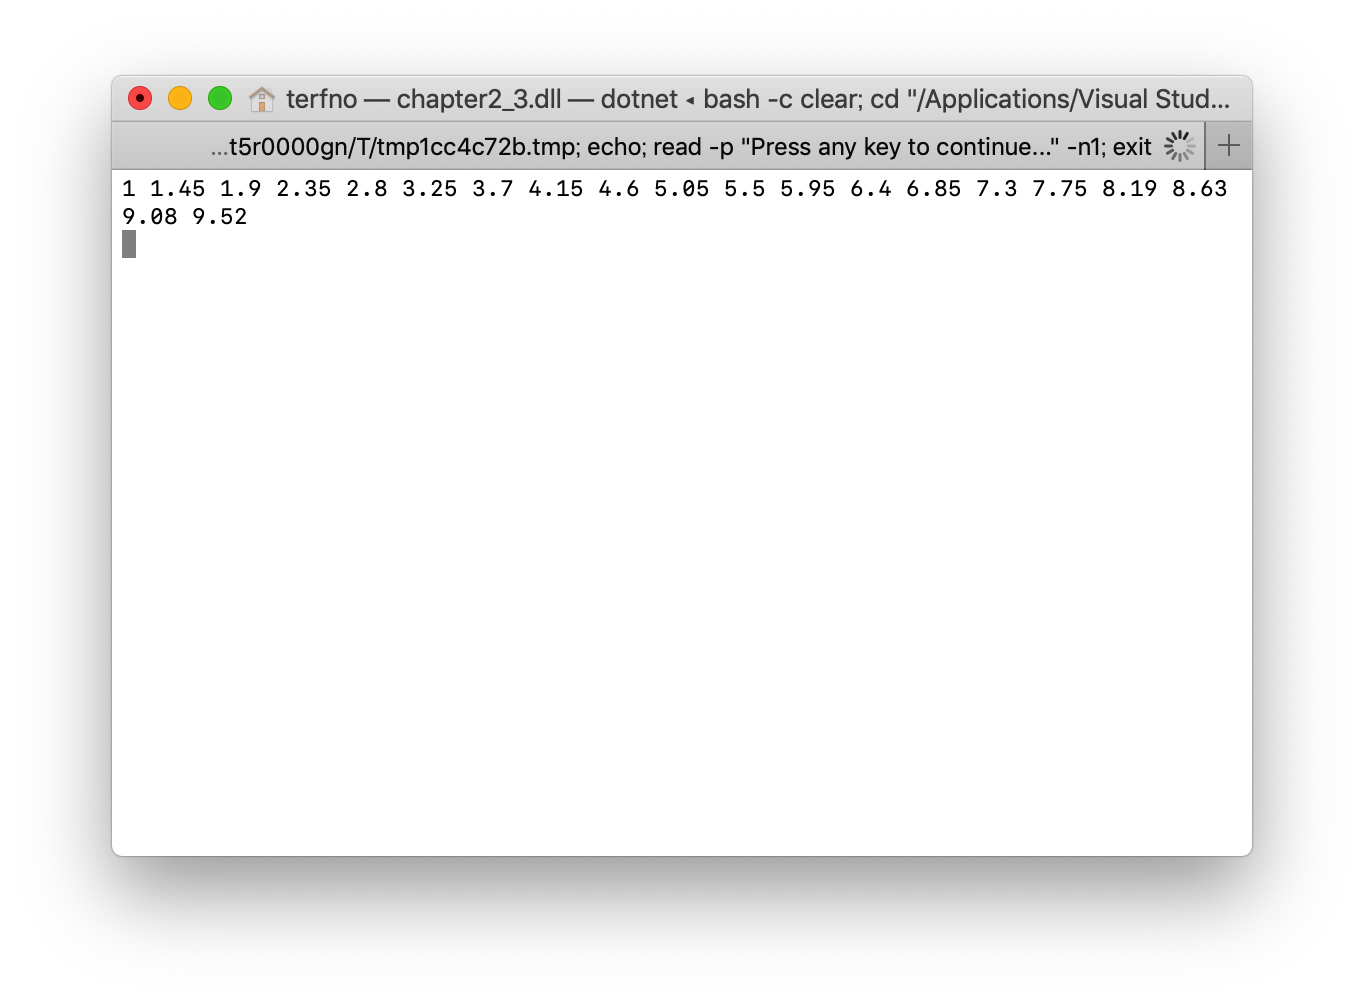 terfno — chapter2_3.dll — dotnet ◂ bash -c clear; cd "/Applications/Visual Stud...
...t5r0000gn/T/tmp1cc4c72b.tmp; echo; read -p "Press any key to continue..." -n1; exit
1 1.45 1.9 2.35 2.8 3.25 3.7 4.15 4.6 5.05 5.5 5.95 6.4 6.85 7.3 7.75 8.19 8.63
9.08 9.52